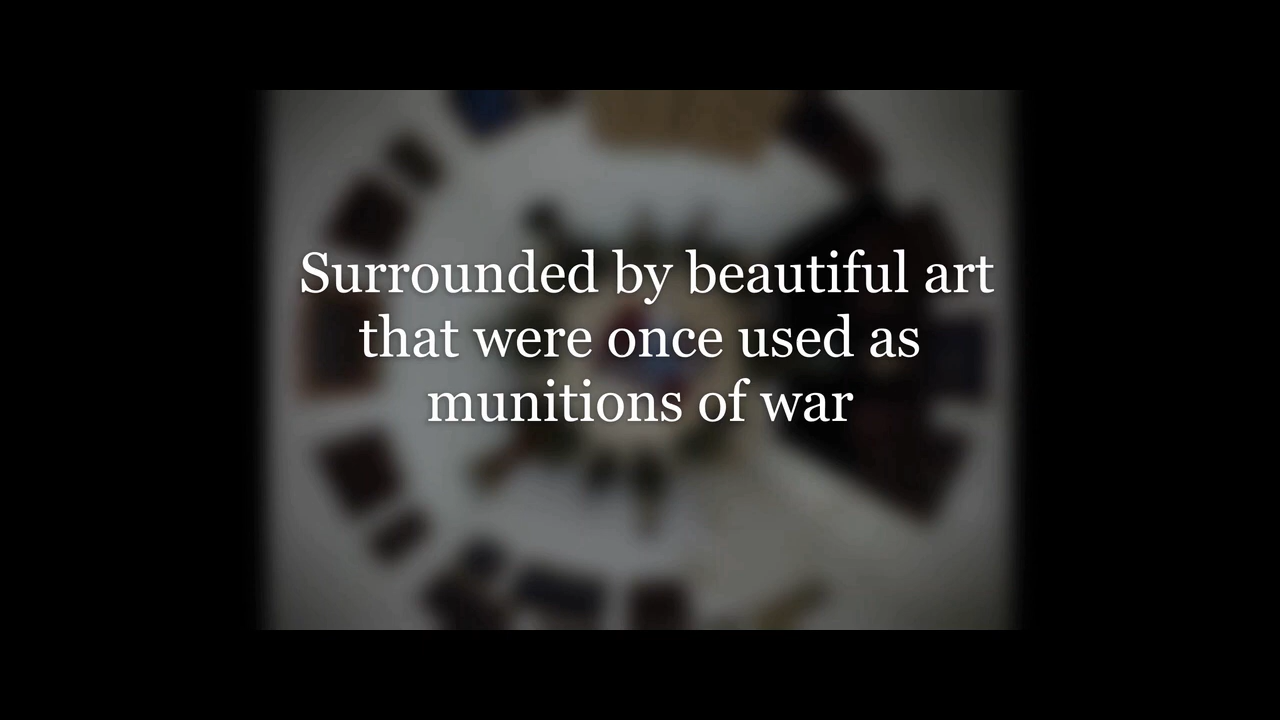 Surrounded by beautiful art
that were once used as
munitions of war